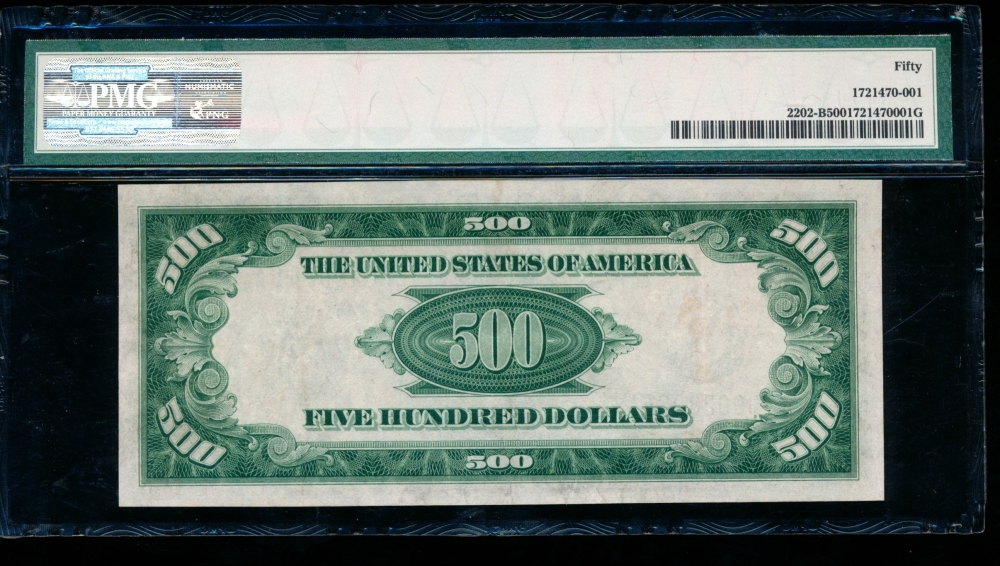 PMG
PAPER MONEY GUARANTY
PNG
Fifty
1721470-001
2202-B5001721470001G
500
500
500
THE UNITED STATES OF AMERICA
500
FIVE HUNDRED DOLLARS
500
500
500